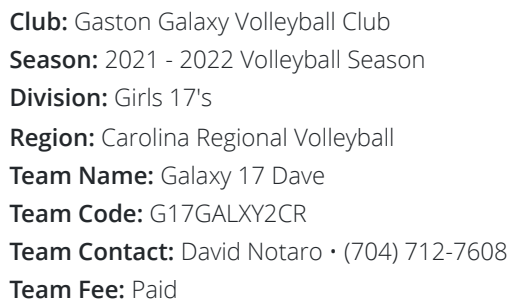 Club: Gaston Galaxy Volleyball Club
Season: 2021 - 2022 Volleyball Season
Division: Girls 17's
Region: Carolina Regional Volleyball
Team Name: Galaxy 17 Dave
Team Code: G17GALXY2CR
Team Contact: David Notaro • (704) 712-7608
Team Fee: Paid